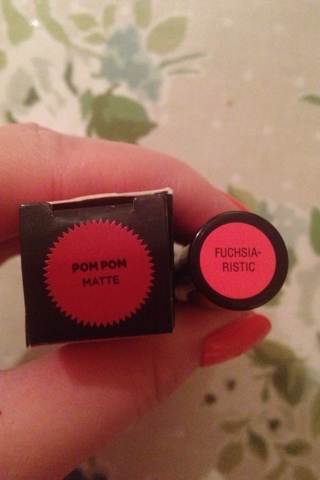 POM POM
MATTE
FUCHSIA-
RISTIC